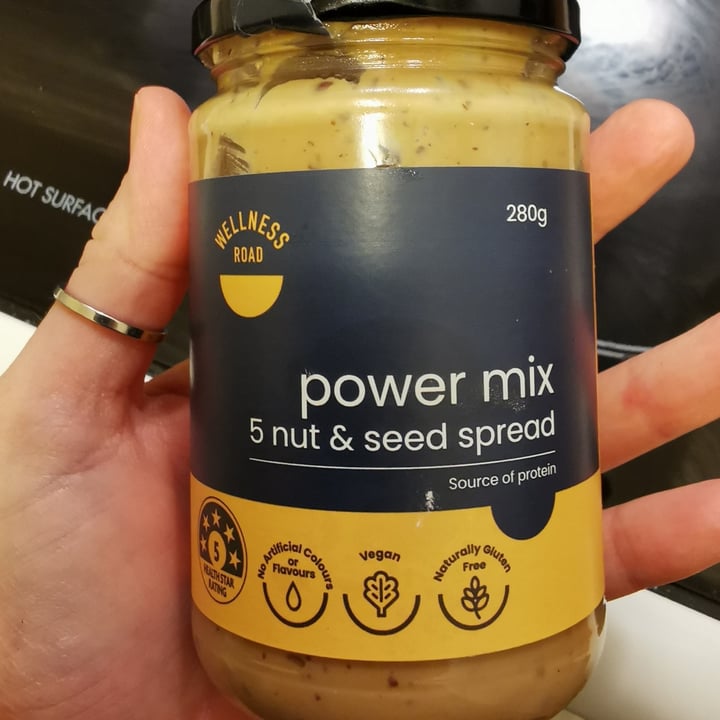 HOT SURFAC
WELLNESS
ROAD
280g
power mix
5 nut & seed spread
Source of protein
5
HEALTH STAR
RATING
No Artificial Colours
or
Flavours
Vegan
Naturally Gluten
Free